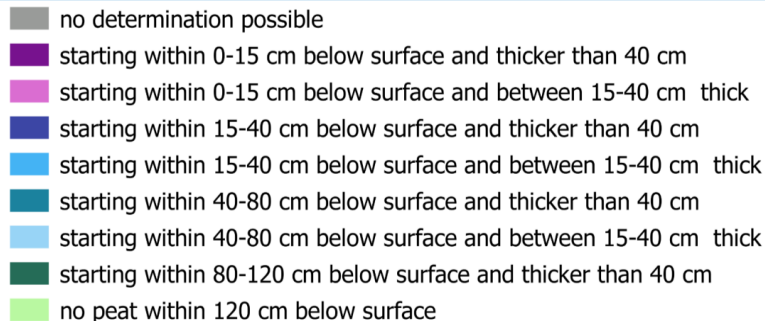 no determination possible
starting within 0-15 cm below surface and thicker than 40 cm
starting within 0-15 cm below surface and between 15-40 cm  thick
starting within 15-40 cm below surface and thicker than 40 cm
starting within 15-40 cm below surface and between 15-40 cm  thick
starting within 40-80 cm below surface and thicker than 40 cm
starting within 40-80 cm below surface and between 15-40 cm  thick
starting within 80-120 cm below surface and thicker than 40 cm
no peat within 120 cm below surface